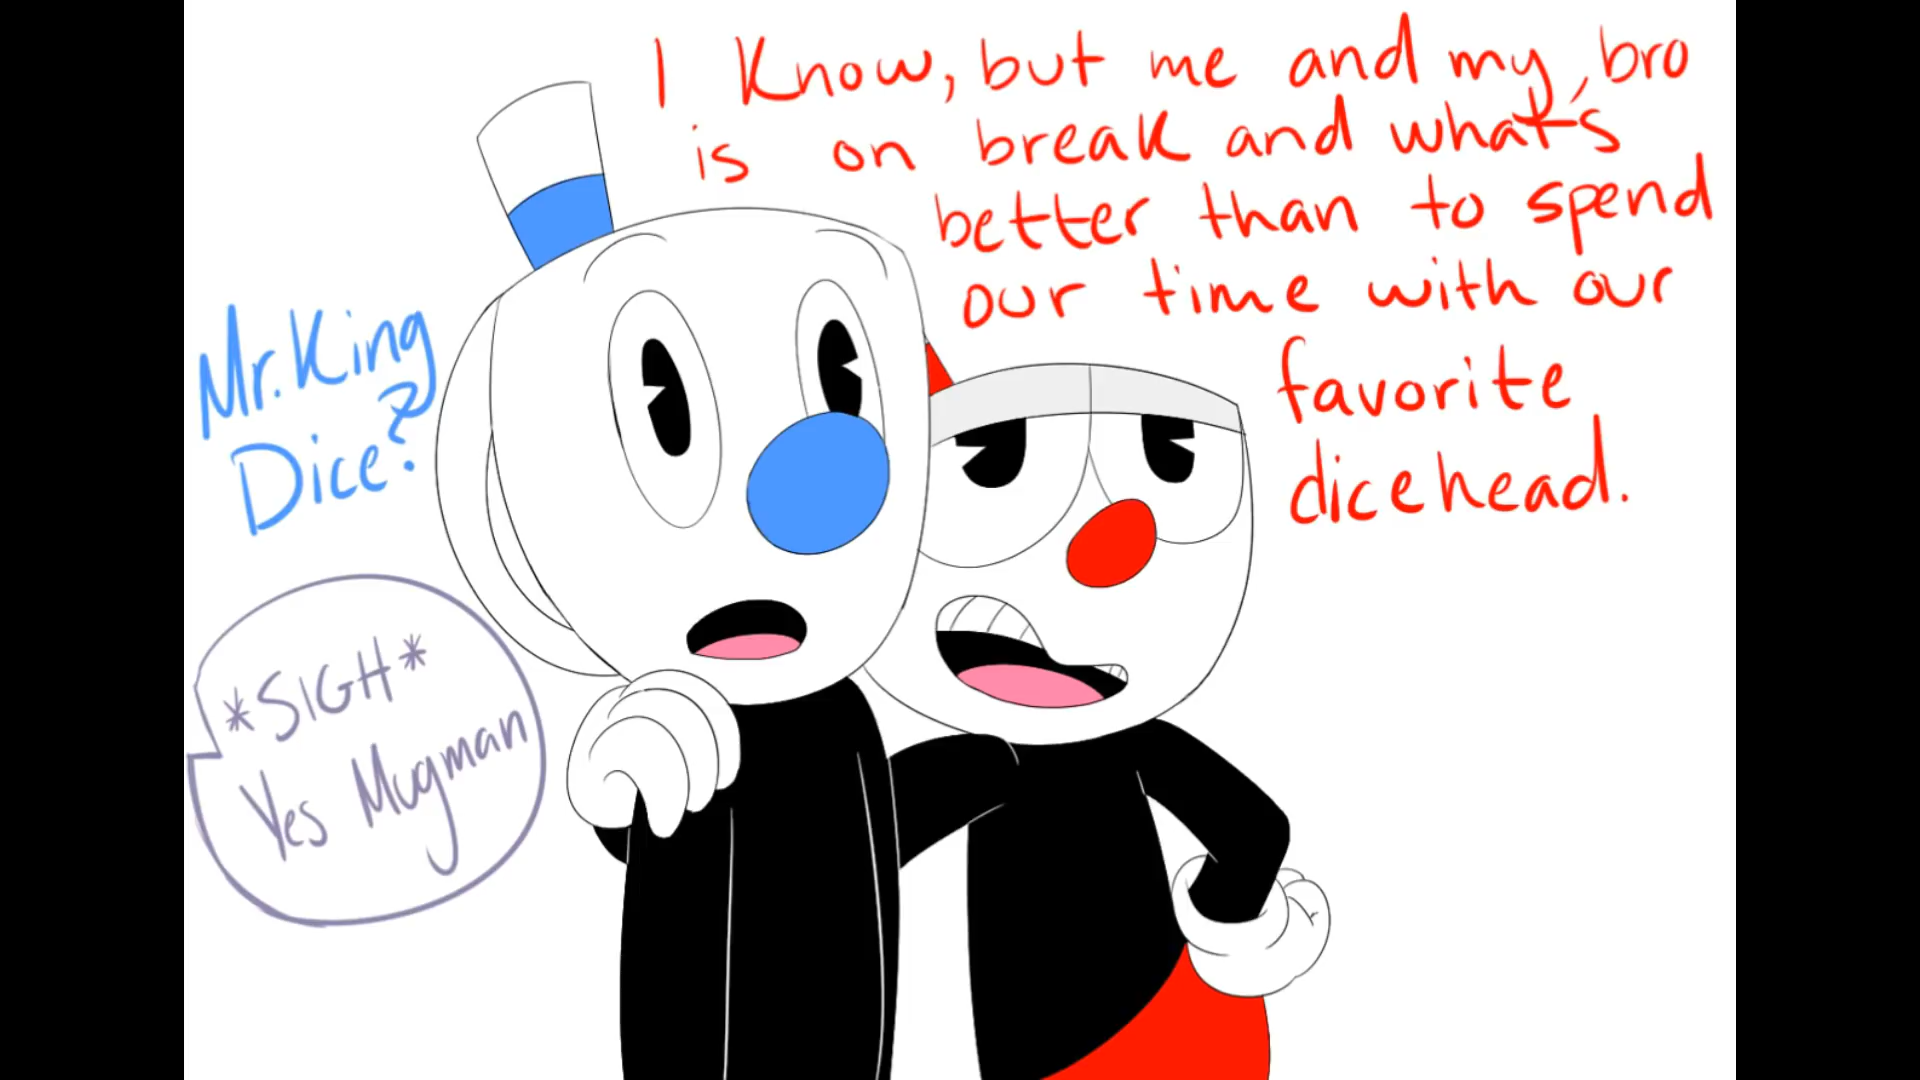 I Know, but me and my bro
is on break and what's
better than to spend
our time with our
favorite
dicehead.
Mr. King
Dice?
*SIGH*
Yes Mugman